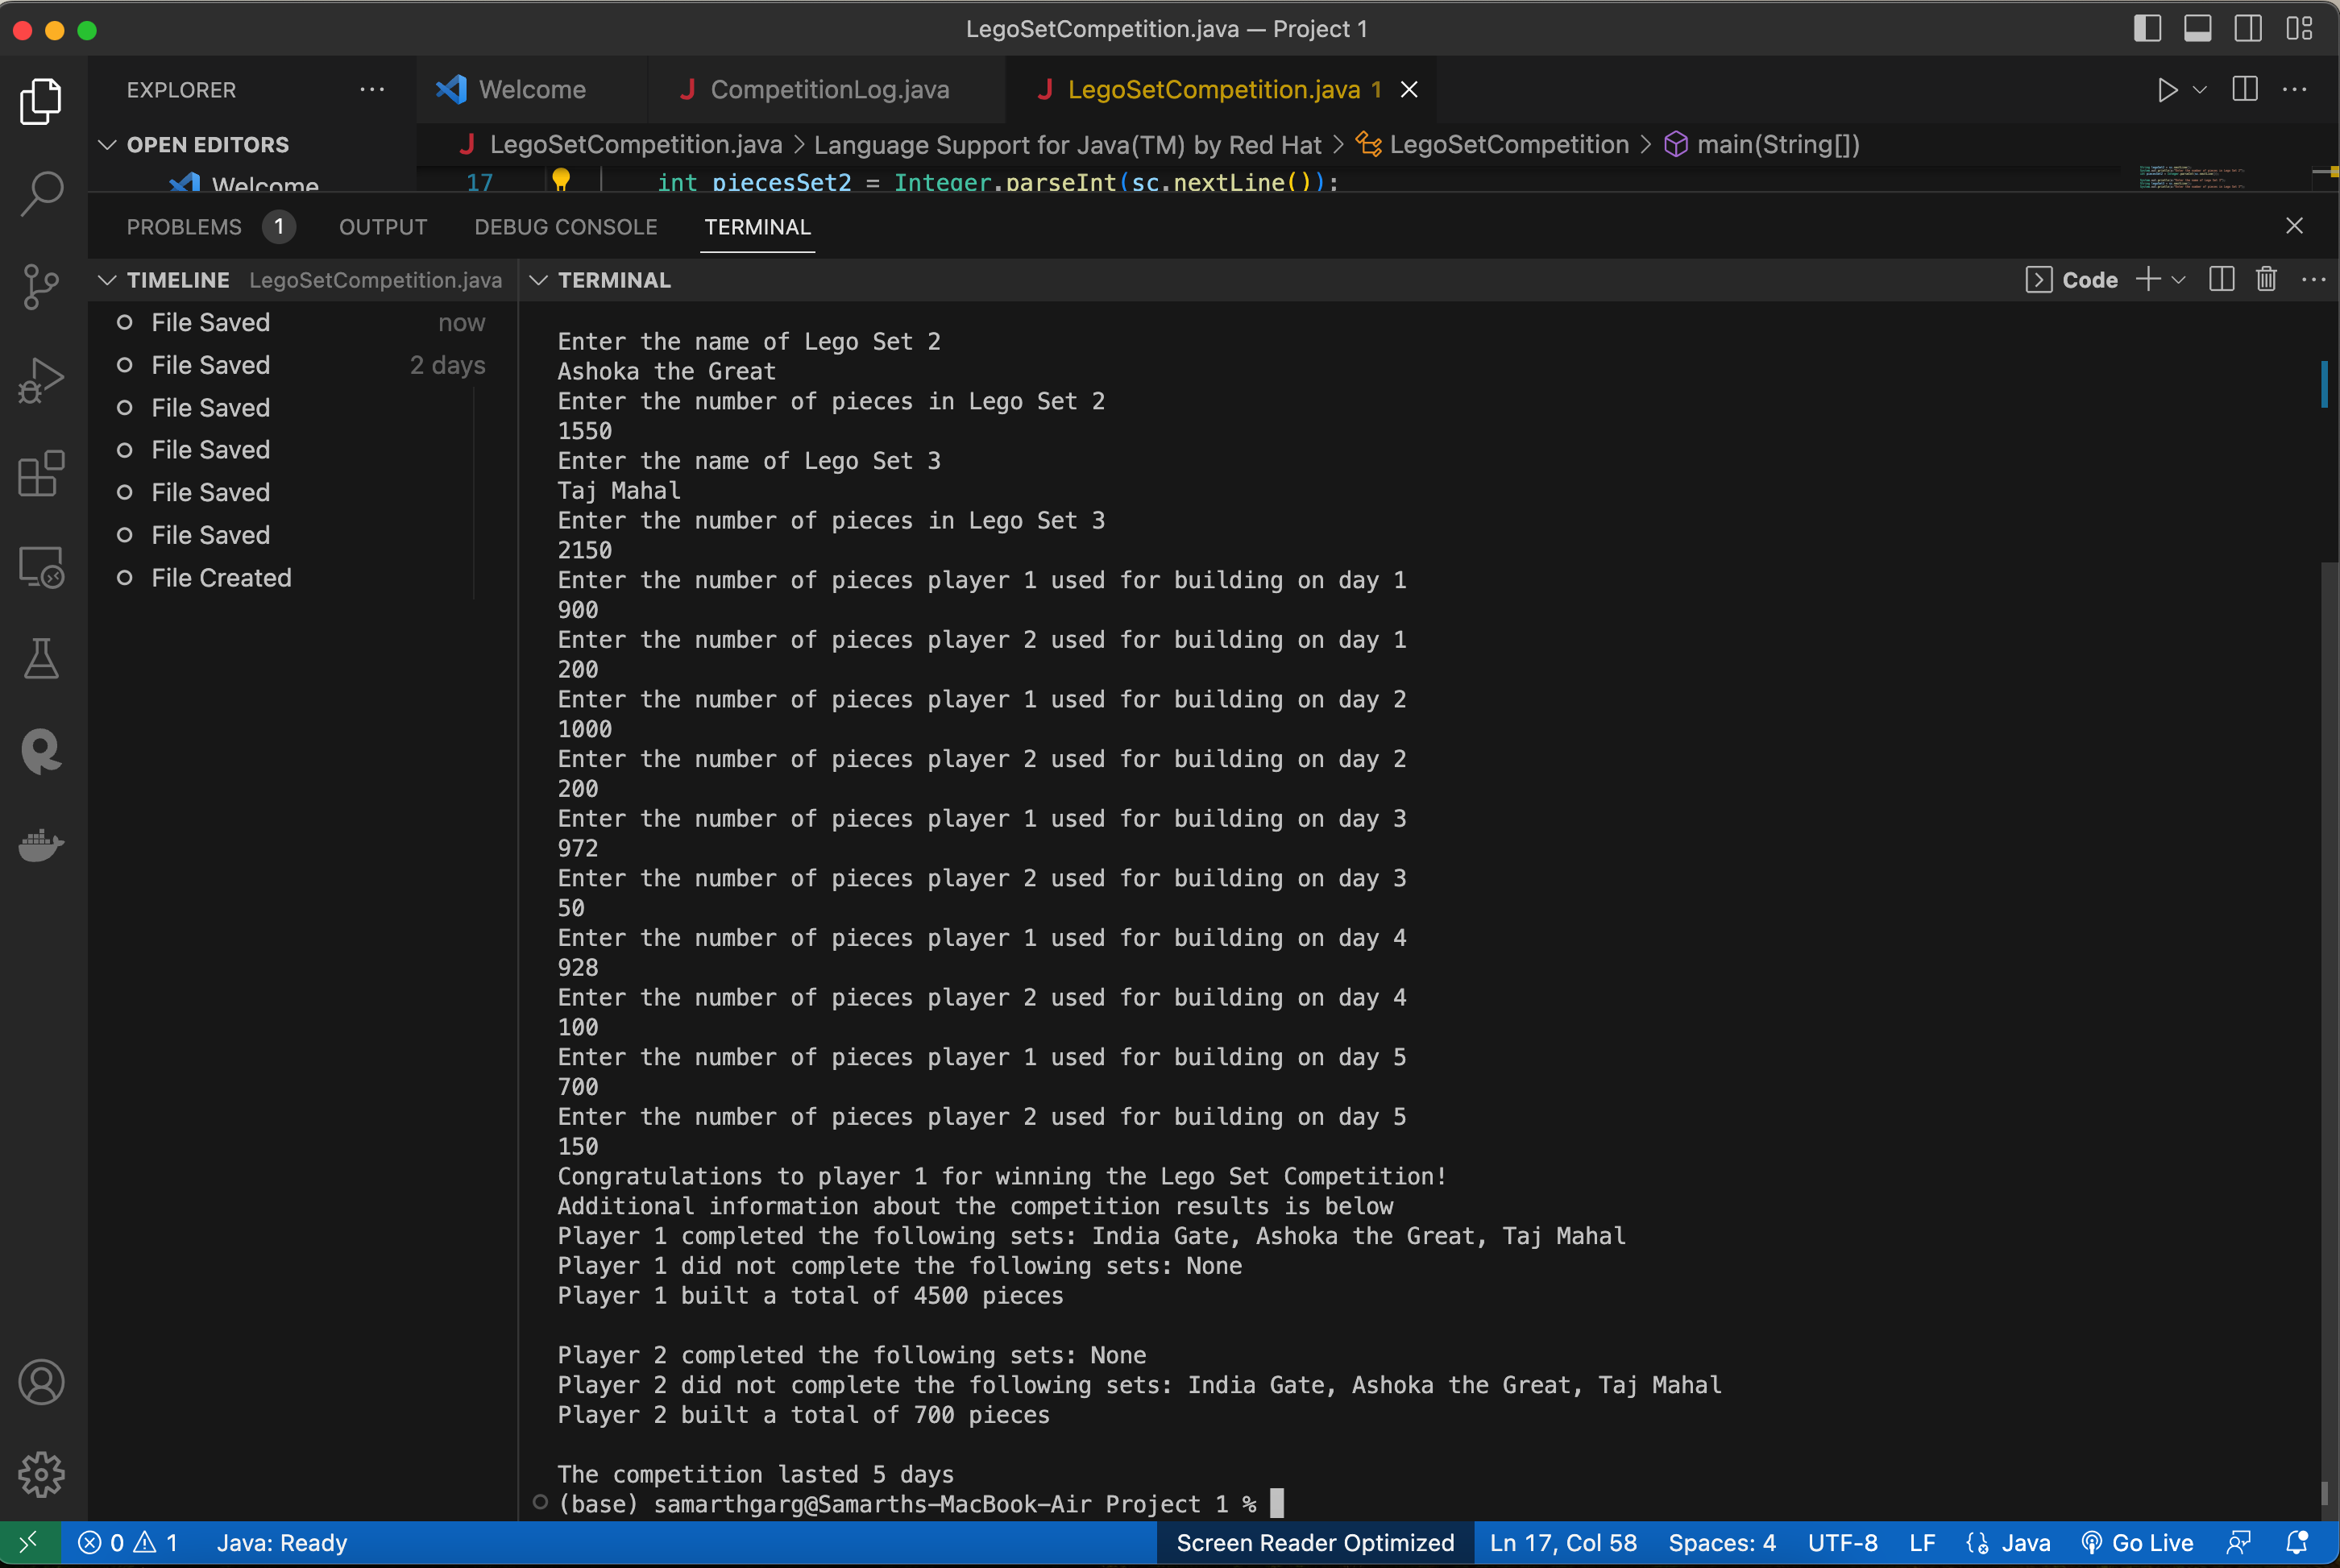 LegoSetCompetition.java — Project 1
EXPLORER
Welcome
CompetitionLog.java
LegoSetCompetition.java 1
OPEN EDITORS
Welcome
LegoSetCompetition.java > Language Support for Java(TM) by Red Hat > LegoSetCompetition > main(String[])
17 int piecesSet2 = Integer.parseInt(sc.nextLine());
PROBLEMS 1 OUTPUT DEBUG CONSOLE TERMINAL
TIMELINE LegoSetCompetition.java
File Saved now
File Saved 2 days
File Saved
File Saved
File Saved
File Saved
File Created
TERMINAL
Code
Enter the name of Lego Set 2
Ashoka the Great
Enter the number of pieces in Lego Set 2
1550
Enter the name of Lego Set 3
Taj Mahal
Enter the number of pieces in Lego Set 3
2150
Enter the number of pieces player 1 used for building on day 1
900
Enter the number of pieces player 2 used for building on day 1
200
Enter the number of pieces player 1 used for building on day 2
1000
Enter the number of pieces player 2 used for building on day 2
200
Enter the number of pieces player 1 used for building on day 3
972
Enter the number of pieces player 2 used for building on day 3
50
Enter the number of pieces player 1 used for building on day 4
928
Enter the number of pieces player 2 used for building on day 4
100
Enter the number of pieces player 1 used for building on day 5
700
Enter the number of pieces player 2 used for building on day 5
150
Congratulations to player 1 for winning the Lego Set Competition!
Additional information about the competition results is below
Player 1 completed the following sets: India Gate, Ashoka the Great, Taj Mahal
Player 1 did not complete the following sets: None
Player 1 built a total of 4500 pieces
Player 2 completed the following sets: None
Player 2 did not complete the following sets: India Gate, Ashoka the Great, Taj Mahal
Player 2 built a total of 700 pieces
The competition lasted 5 days
(base) samarthgarg@Samarths-MacBook-Air Project 1 %
0 1 Java: Ready
Screen Reader Optimized Ln 17, Col 58 Spaces: 4 UTF-8 LF Java Go Live